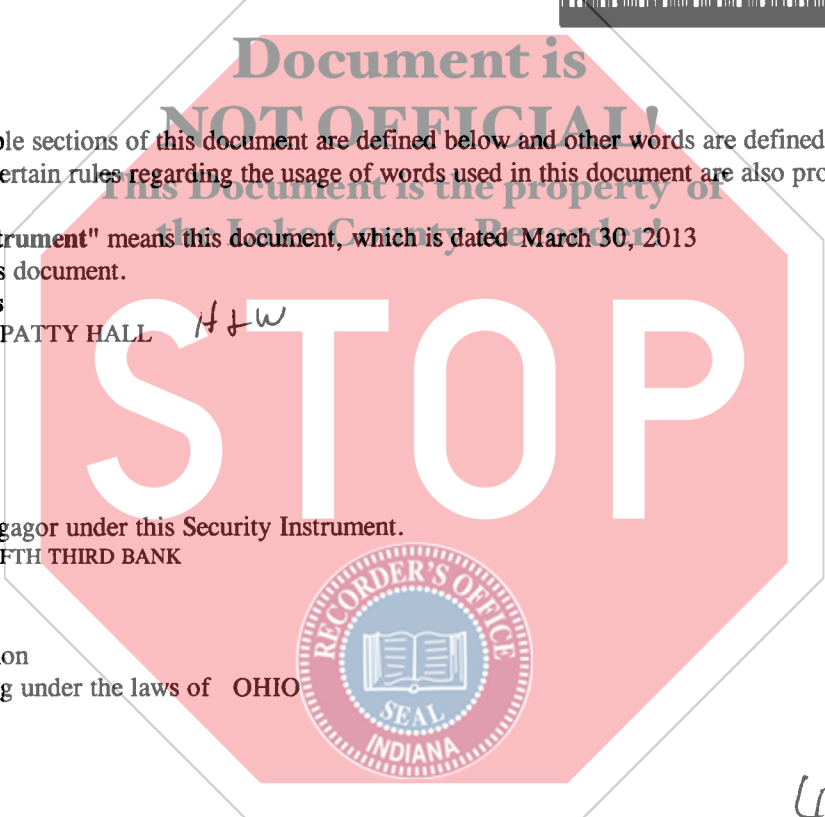 Document is
NOT OFFICIAL!
ple sections of this document are defined below and other words are defined
ertain rules regarding the usage of words used in this document are also pro
This Document is the property of
the Lake County Recorder!
trument" means this document, which is dated March 30, 2013
s document.
s
PATTY HALL H & W
STOP
gagor under this Security Instrument.
FTH THIRD BANK
RECORDER'S OFFICE
on
g under the laws of OHIO
SEAL
INDIANA